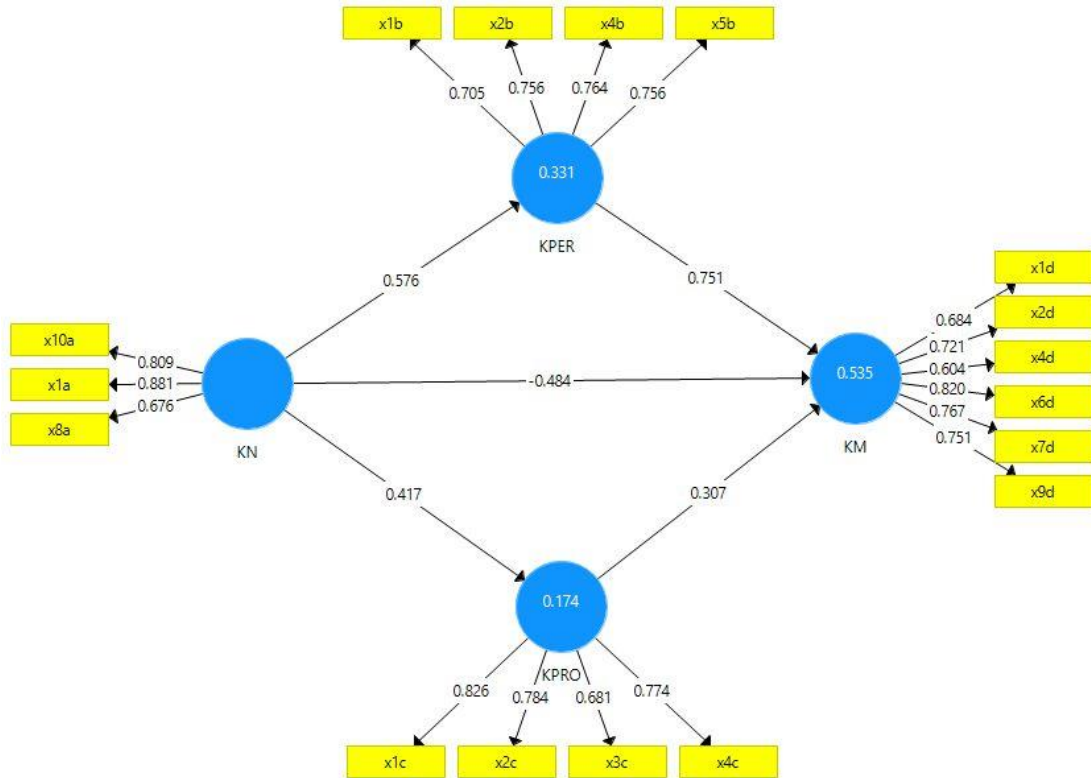 x1b x2b x4b x5b
0.705 0.756 0.764 0.756
0.331
KPER
0.576 0.751
x10a
x1a
x8a
0.809
0.881
0.676
KN
-0.484
0.535
KM
x1d
x2d
x4d
x6d
x7d
x9d
0.684
0.721
0.604
0.820
0.767
0.751
0.417 0.307
0.174
KPRO
0.826 0.784 0.681 0.774
x1c x2c x3c x4c